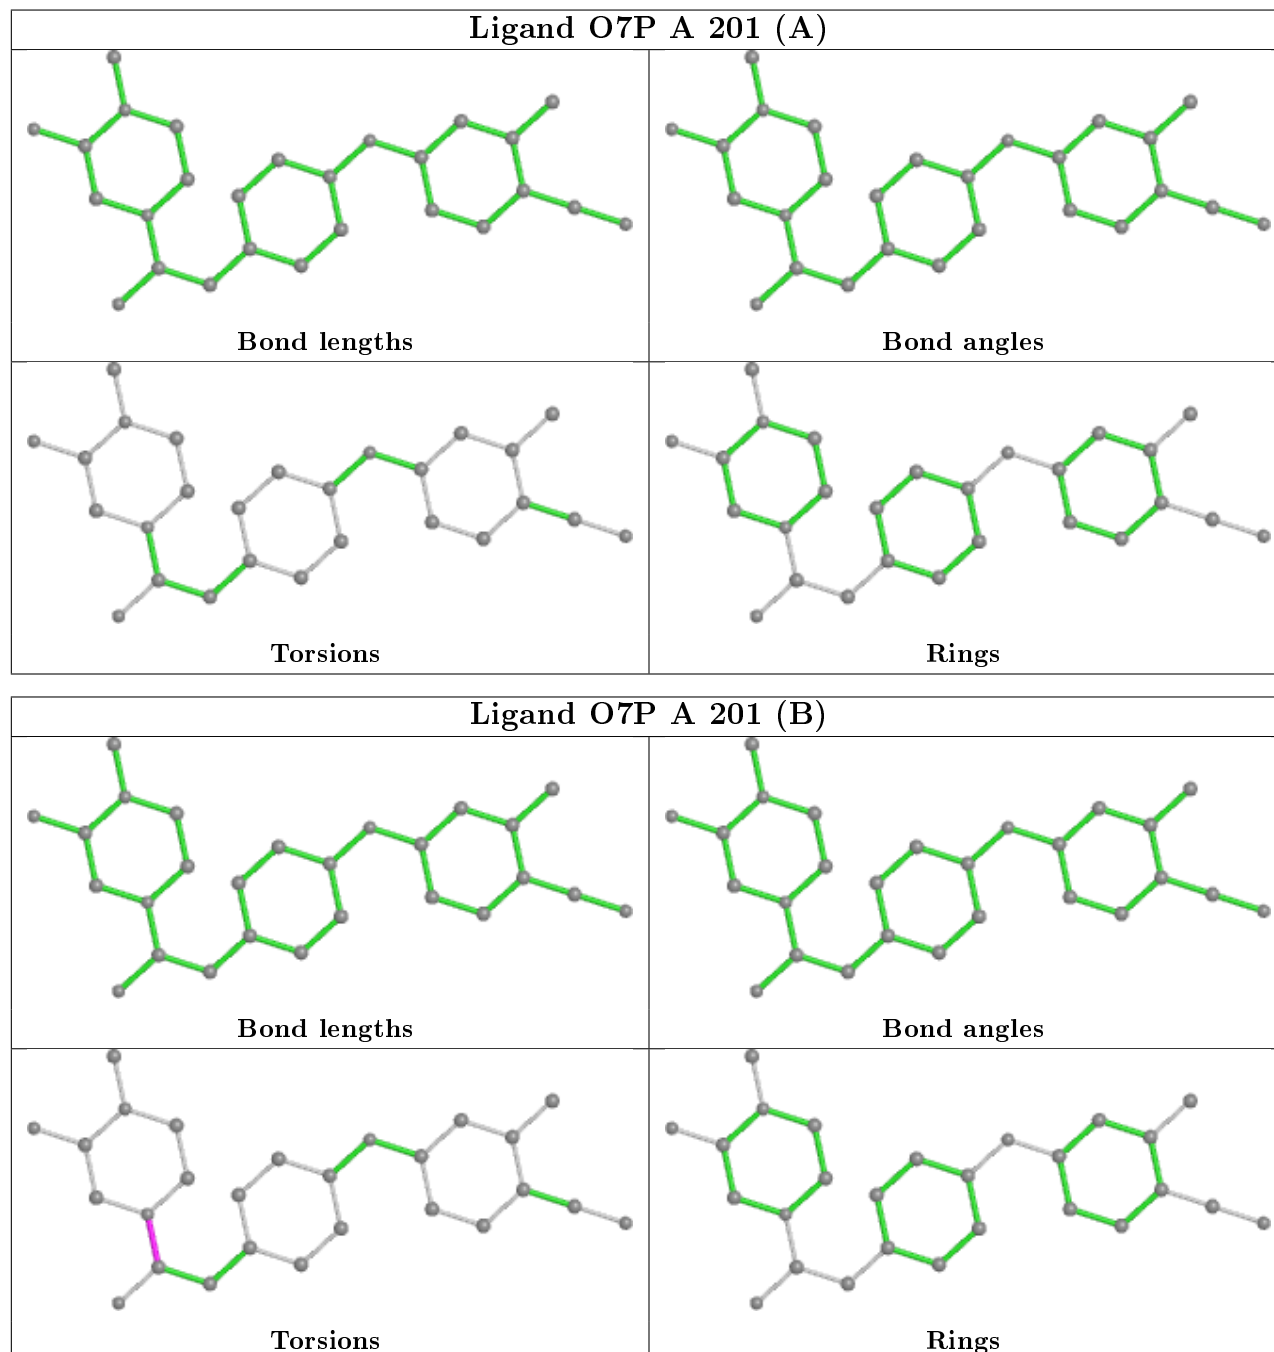 Ligand O7P A 201 (A)
Bond lengths
Bond angles
Torsions
Rings
Ligand O7P A 201 (B)
Bond lengths
Bond angles
Torsions
Rings